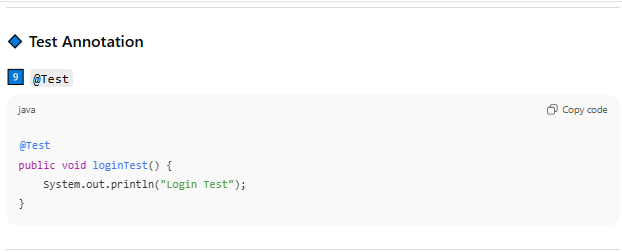 Test Annotation
9 @Test
java Copy code
@Test
public void loginTest() {
    System.out.println("Login Test");
}